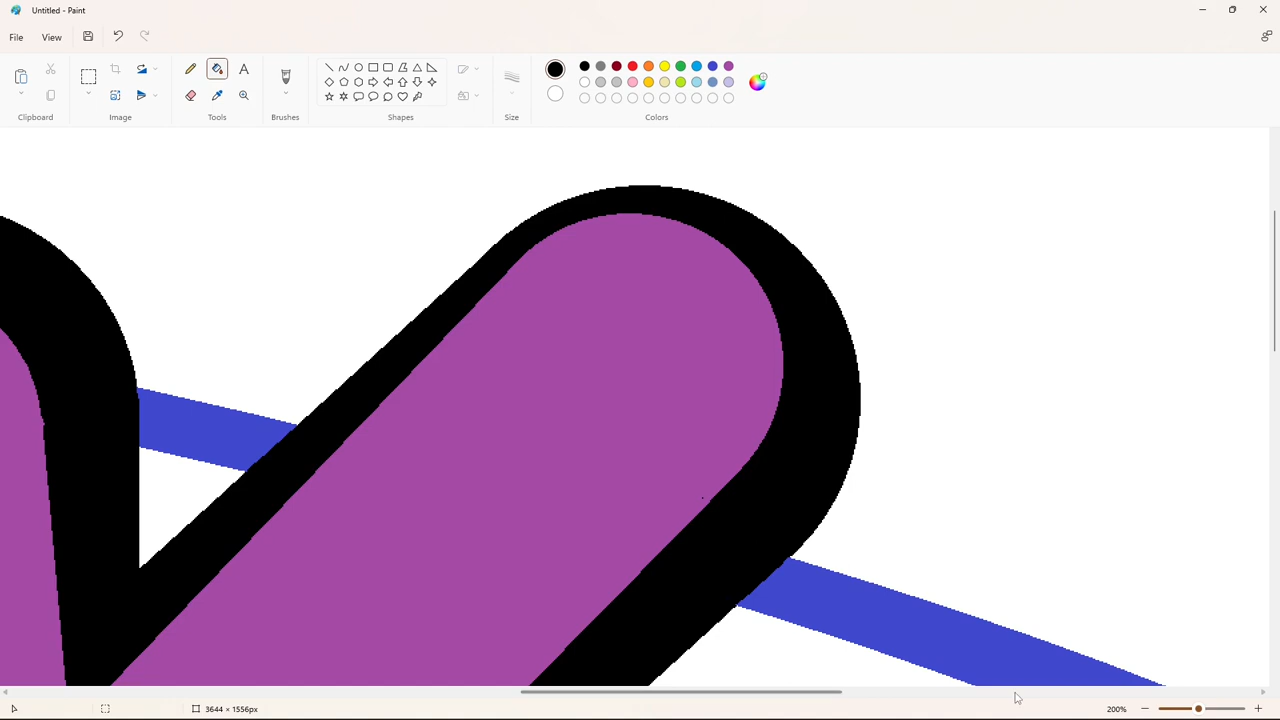 Untitled - Paint
File View
Clipboard Image Tools Brushes Shapes Size Colors
3644 × 1556px 200%